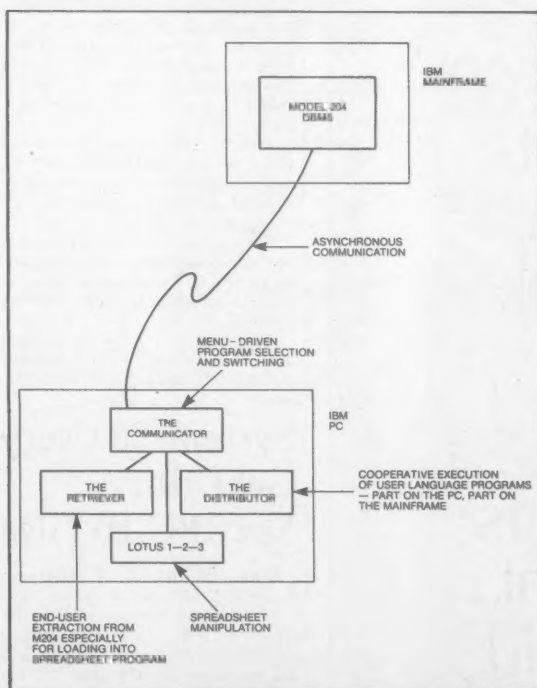 IBM
MAINFRAME
MODEL 204
DBMS
ASYNCHRONOUS
COMMUNICATION
MENU-DRIVEN
PROGRAM SELECTION
AND SWITCHING
IBM
PC
THE
COMMUNICATOR
THE
RETRIEVER
THE
DISTRIBUTOR
LOTUS 1—2—3
COOPERATIVE EXECUTION
OF USER LANGUAGE PROGRAMS
— PART ON THE PC, PART ON
THE MAINFRAME
END-USER
EXTRACTION FROM
M204 ESPECIALLY
FOR LOADING INTO
SPREADSHEET PROGRAM
SPREADSHEET
MANIPULATION